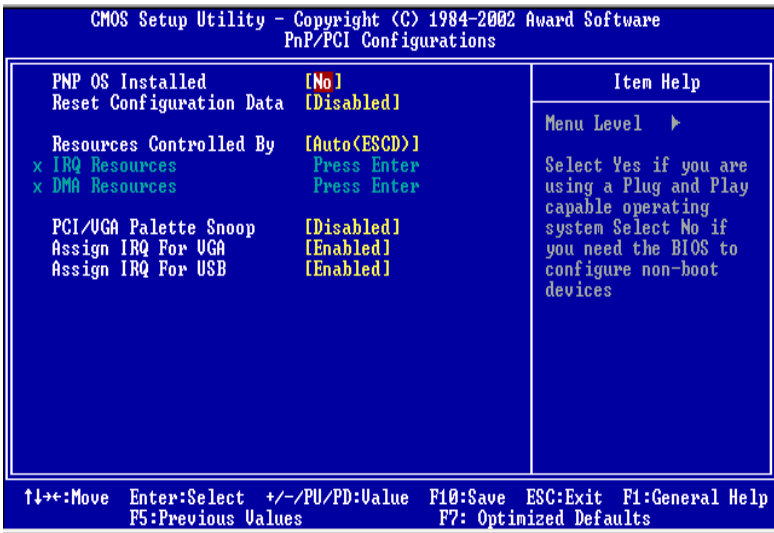 CMOS Setup Utility - Copyright (C) 1984-2002 Award Software
PnP/PCI Configurations
PNP OS Installed [No]
Reset Configuration Data [Disabled]
Resources Controlled By [Auto(ESCD)]
x IRQ Resources Press Enter
x DMA Resources Press Enter
PCI/VGA Palette Snoop [Disabled]
Assign IRQ For VGA [Enabled]
Assign IRQ For USB [Enabled]
Item Help
Menu Level ▶
Select Yes if you are
using a Plug and Play
capable operating
system Select No if
you need the BIOS to
configure non-boot
devices
↑↓→←:Move Enter:Select +/-/PU/PD:Value F10:Save ESC:Exit F1:General Help
F5:Previous Values F7: Optimized Defaults